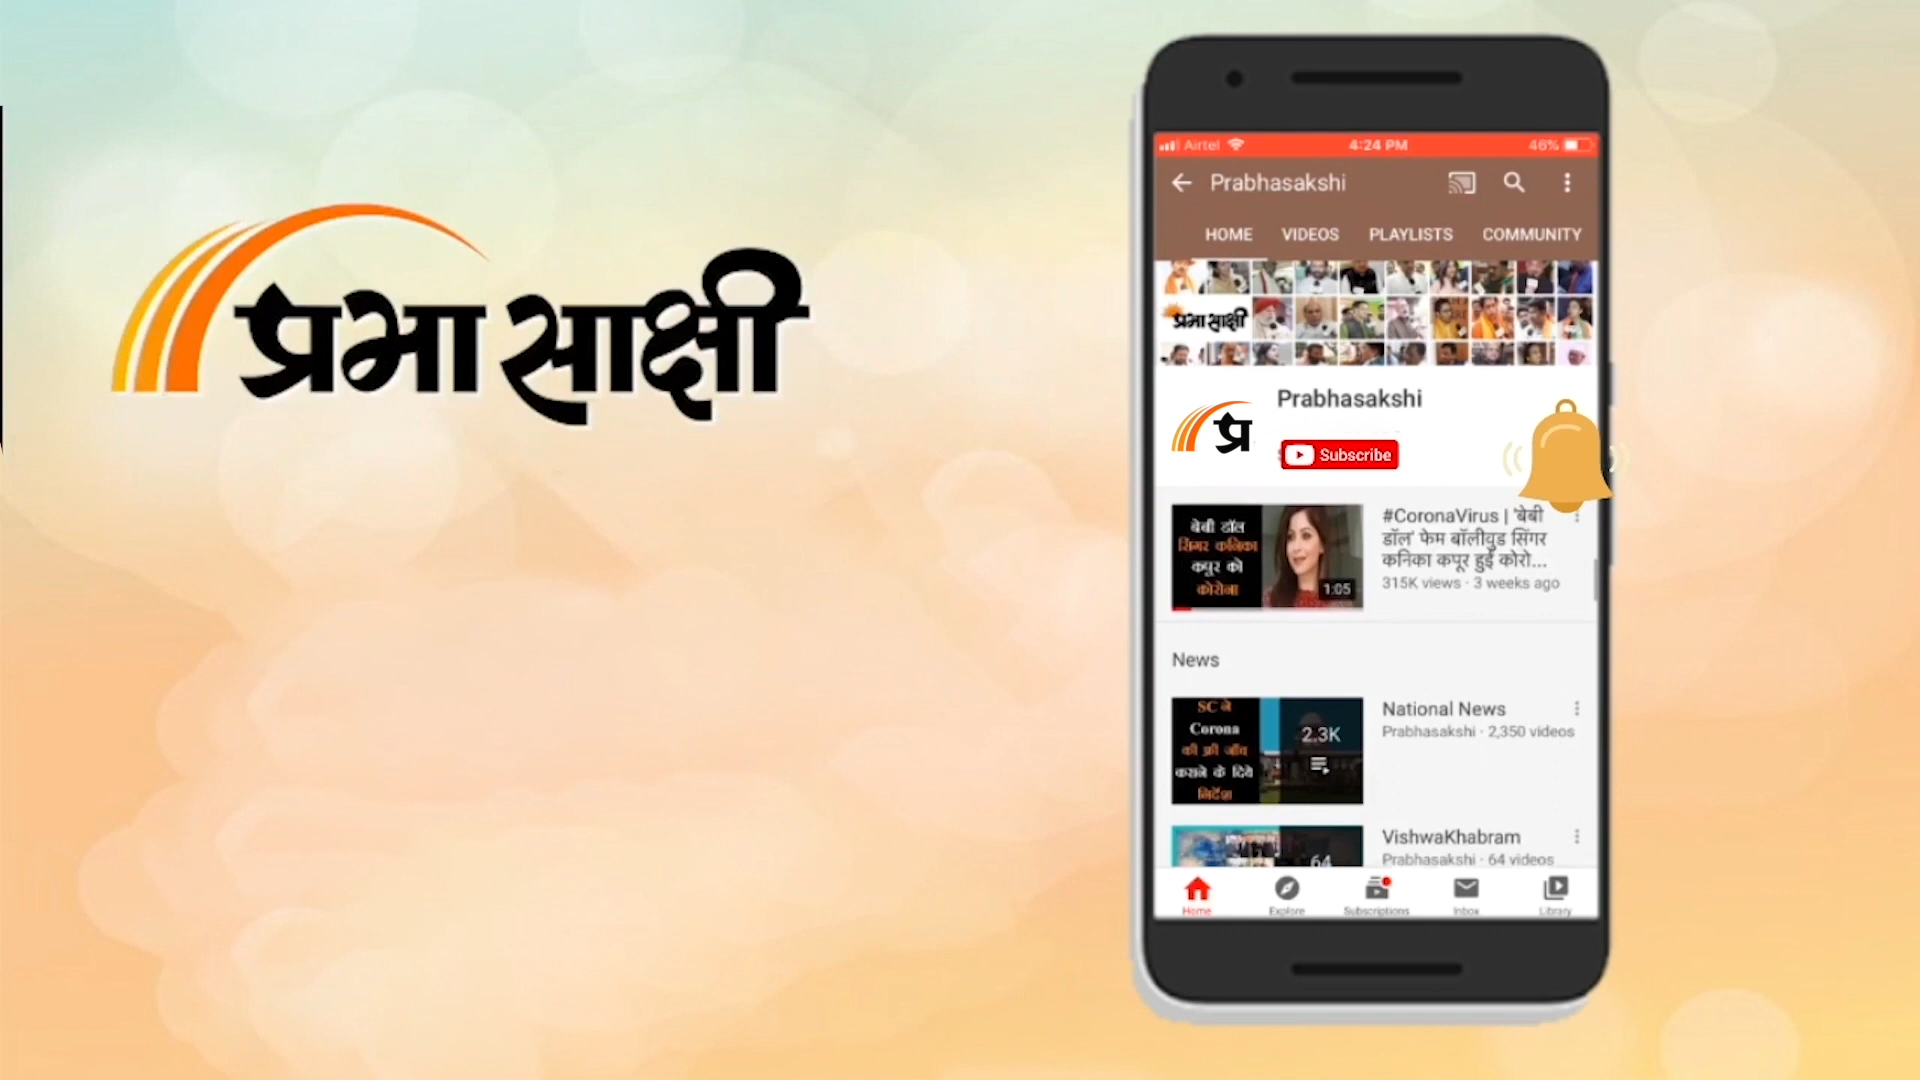 प्रभासाक्षी
Airtel 4:24 PM 46%
Prabhasakshi
HOME VIDEOS PLAYLISTS COMMUNITY
प्रभासाक्षी
Prabhasakshi
प्र
Subscribe
बेबी डॉल
सिंगर कनिका
कपूर को
कोरोना
1:05
#CoronaVirus | 'बेबी
डॉल' फेम बॉलीवुड सिंगर
कनिका कपूर हुई कोरो...
315K views · 3 weeks ago
News
SC ने
Corona
की फ्री जाँच
कराने के दिये
निर्देश
2.3K
National News
Prabhasakshi · 2,350 videos
64
VishwaKhabram
Prabhasakshi · 64 videos
Home Explore Subscriptions Inbox Library